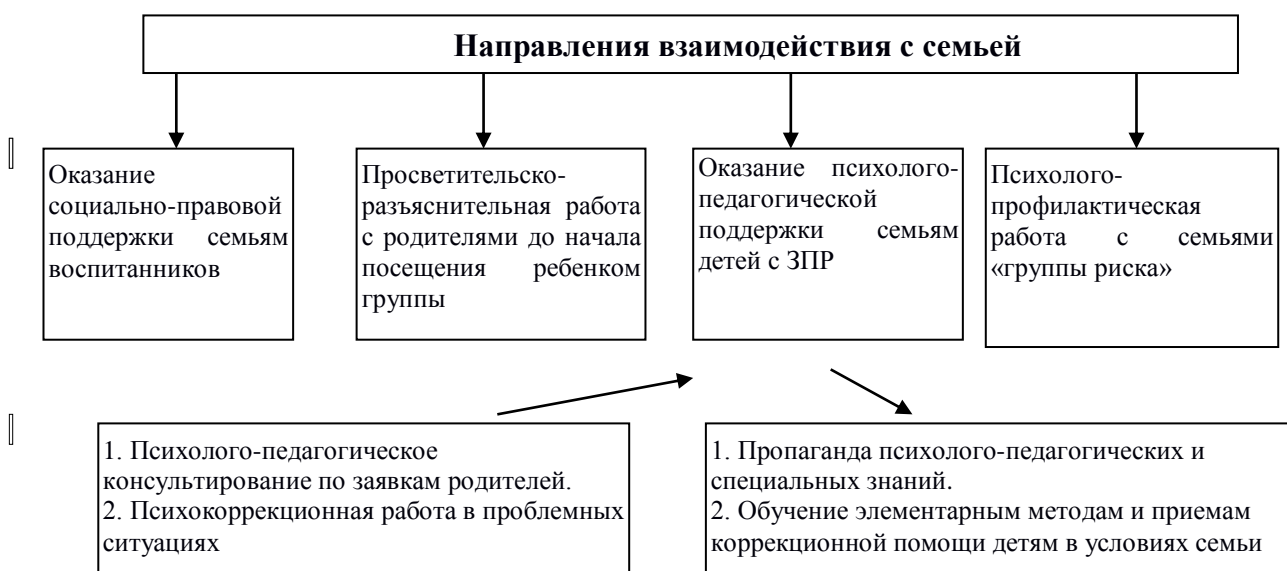 Направления взаимодействия с семьей
Оказание
социально-правовой
поддержки семьям
воспитанников
Просветительско-
разъяснительная работа
с родителями до начала
посещения ребенком
группы
Оказание психолого-
педагогической
поддержки семьям
детей с ЗПР
Психолого-
профилактическая
работа с семьями
«группы риска»
1. Психолого-педагогическое
консультирование по заявкам родителей.
2. Психокоррекционная работа в проблемных
ситуациях
1. Пропаганда психолого-педагогических и
специальных знаний.
2. Обучение элементарным методам и приемам
коррекционной помощи детям в условиях семьи